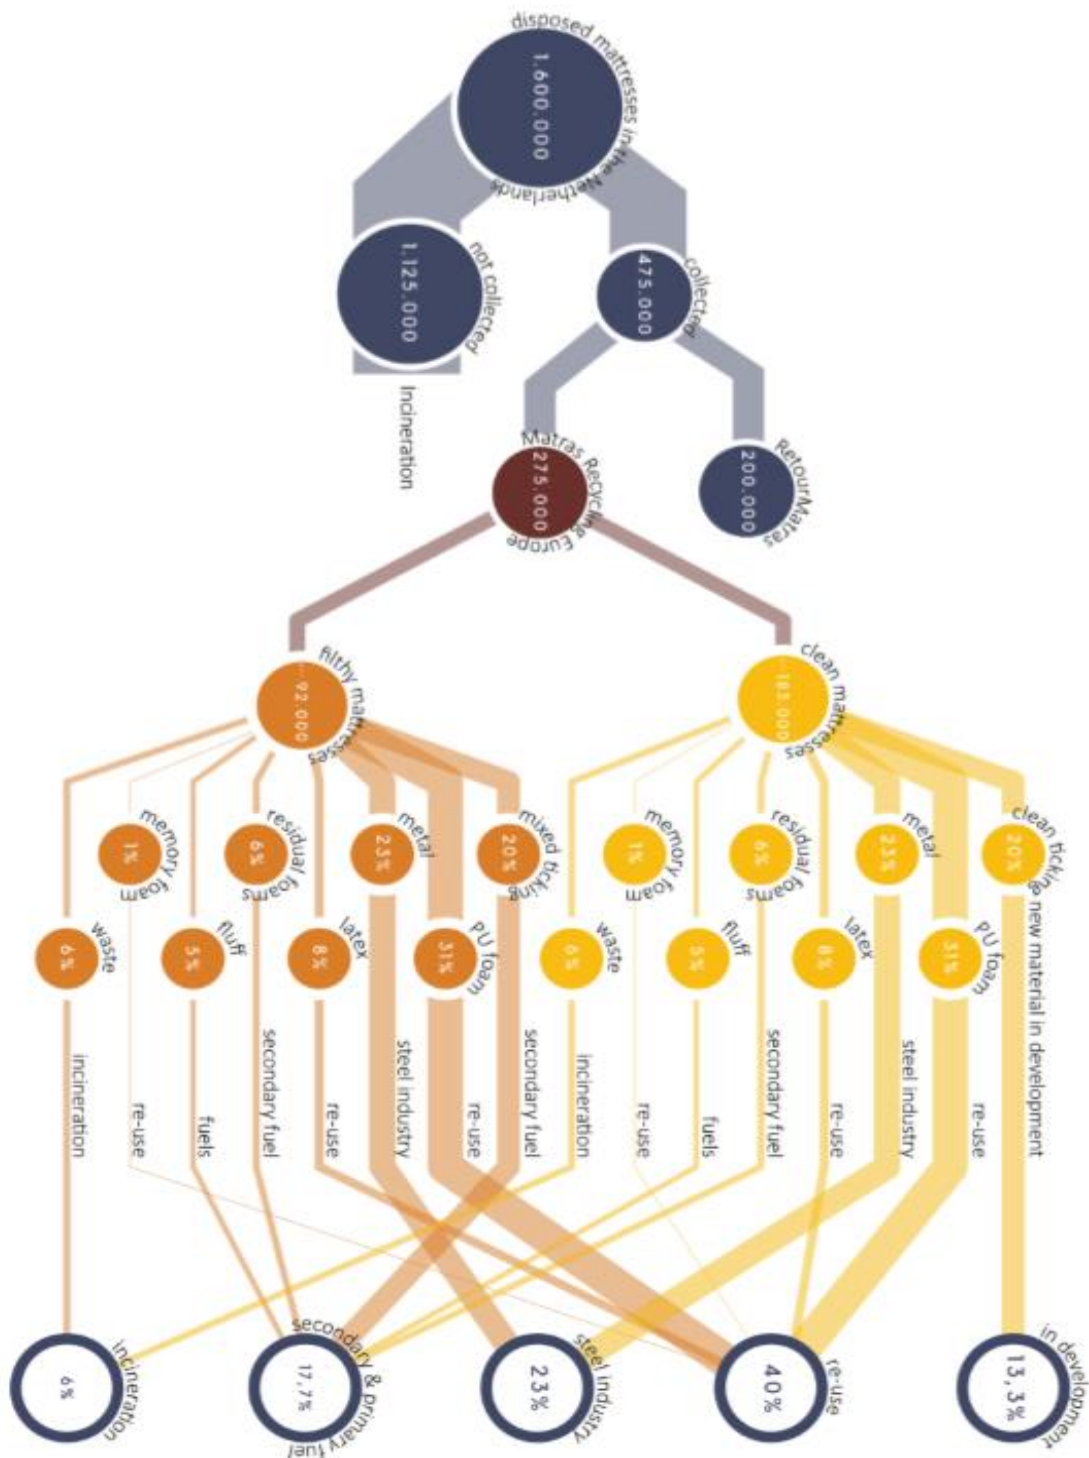 disposed mattresses in the Netherlands
1.600.000
collected
475.000
not collected
1.125.000
Incineration
RetourMatras
200.000
Matras Recycling Europe
275.000
clean mattresses
183.000
filthy mattresses
92.000
clean ticking
20%
new material in development
PU foam
31%
re-use
metal
23%
steel industry
latex
8%
re-use
residual foams
6%
secondary fuel
fluff
5%
fuels
memory foam
1%
re-use
waste
6%
incineration
mixed ticking
20%
secondary fuel
PU foam
31%
re-use
metal
23%
steel industry
latex
8%
re-use
residual foams
6%
secondary fuel
fluff
5%
fuels
memory foam
1%
re-use
waste
6%
incineration
in development
13,3%
re-use
40%
steel industry
23%
secondary & primary fuel
17,7%
incineration
6%